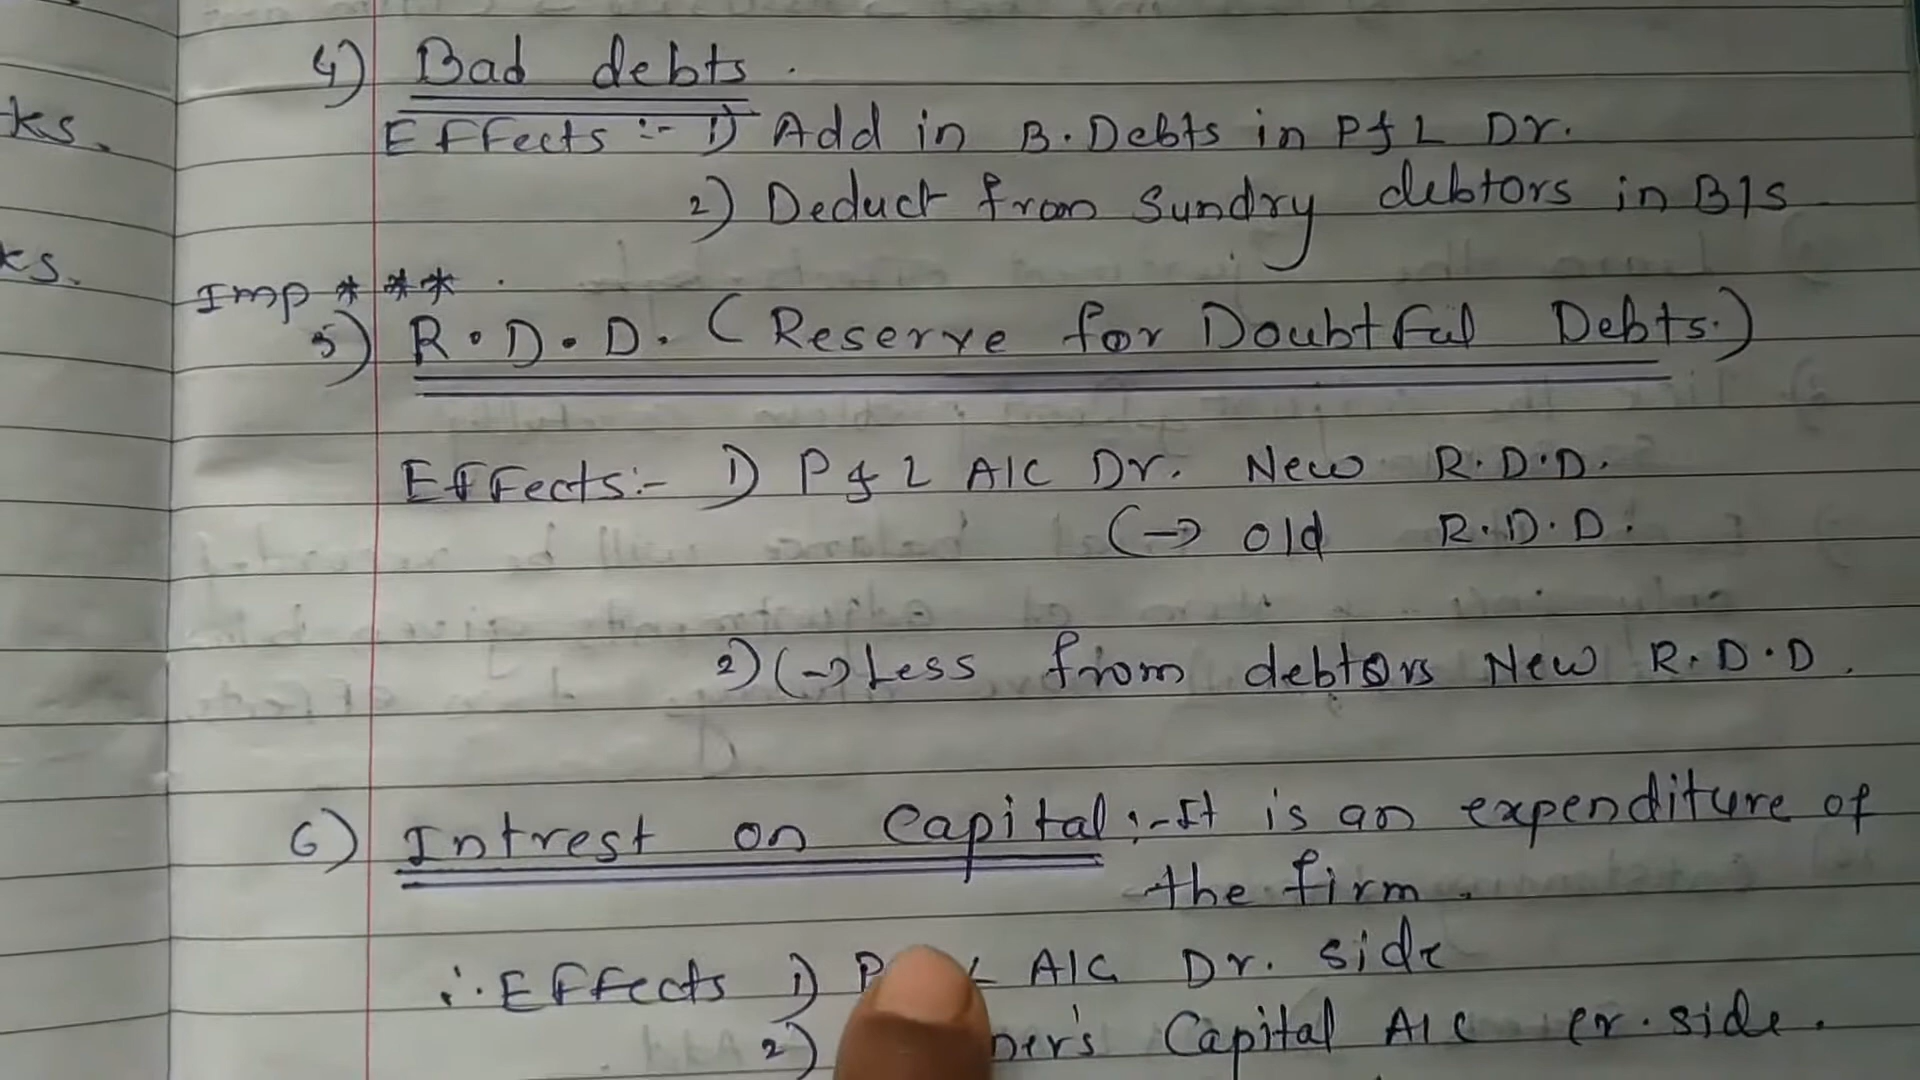 ks.
ks.
4) Bad debts.
Effects :- 1) Add in B. Debts in P & L Dr.
2) Deduct from Sundry debtors in B/S
Imp ***
5) R.D.D. (Reserve for Doubtful Debts.)
Effects:- 1) P & L A/C Dr. New R.D.D.
(-) old R.D.D.
2) (-) Less from debtors New R.D.D.
6) Intrest on Capital :- It is an expenditure of
the firm.
∴ Effects 1) P L A/C Dr. side
2) ner's Capital A/C cr. side.